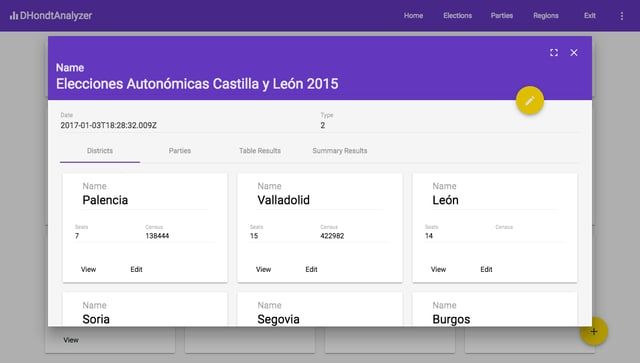 DHondtAnalyzer Home Elections Parties Regions Exit
Name
Elecciones Autonómicas Castilla y León 2015
Date Type
2017-01-03T18:28:32.009Z 2
Districts Parties Table Results Summary Results
Name Name Name
Palencia Valladolid León
Seats Census Seats Census Seats Census
7 138444 15 422982 14
View Edit View Edit View Edit
Name Name Name
Soria Segovia Burgos
View